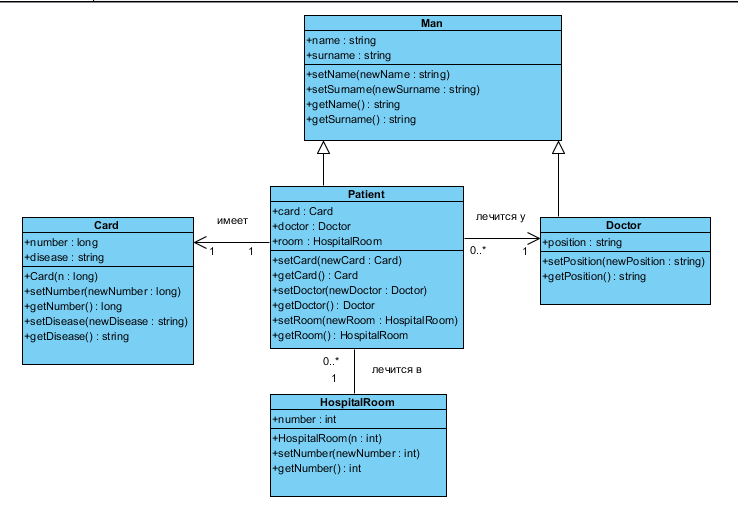 Man
+name : string
+surname : string
+setName(newName : string)
+setSurname(newSurname : string)
+getName() : string
+getSurname() : string
Patient
+card : Card
+doctor : Doctor
+room : HospitalRoom
+setCard(newCard : Card)
+getCard() : Card
+setDoctor(newDoctor : Doctor)
+getDoctor() : Doctor
+setRoom(newRoom : HospitalRoom)
+getRoom() : HospitalRoom
имеет
1
1
Card
+number : long
+disease : string
+Card(n : long)
+setNumber(newNumber : long)
+getNumber() : long
+setDisease(newDisease : string)
+getDisease() : string
лечится у
0..*
1
Doctor
+position : string
+setPosition(newPosition : string)
+getPosition() : string
0..*
1
лечится в
HospitalRoom
+number : int
+HospitalRoom(n : int)
+setNumber(newNumber : int)
+getNumber() : int